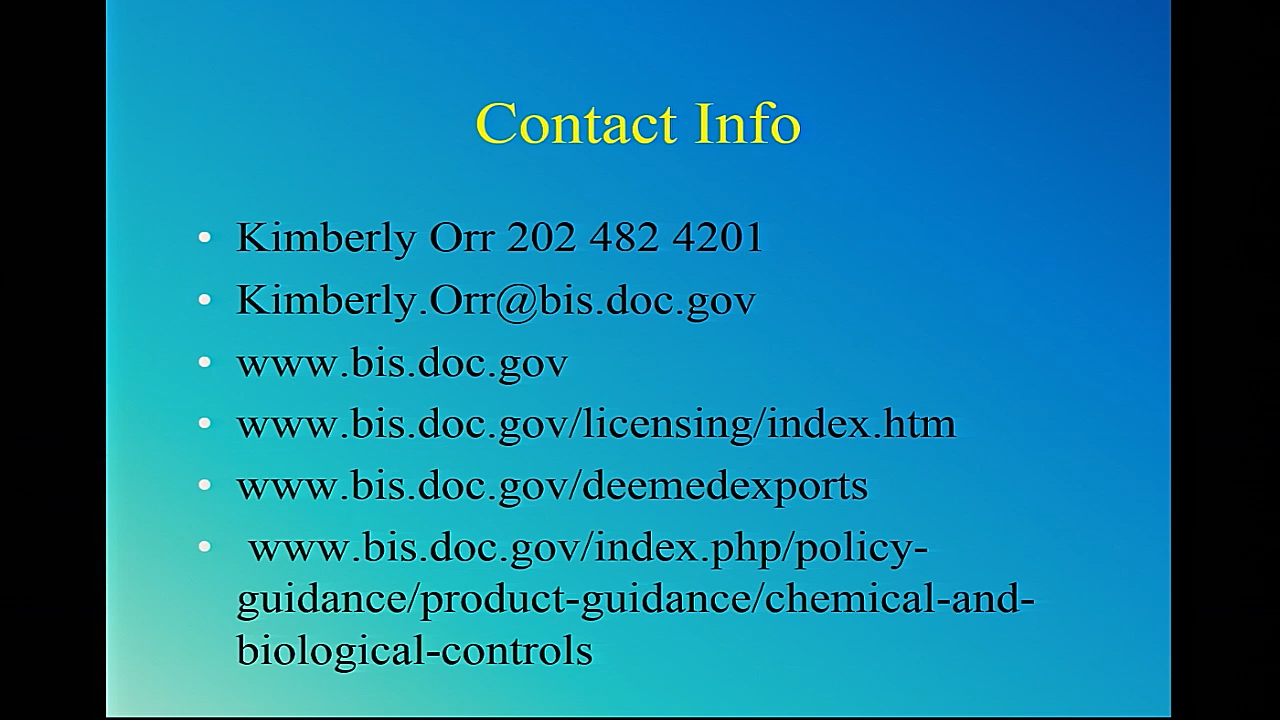 Contact Info
• Kimberly Orr 202 482 4201
• Kimberly.Orr@bis.doc.gov
• www.bis.doc.gov
• www.bis.doc.gov/licensing/index.htm
• www.bis.doc.gov/deemedexports
• www.bis.doc.gov/index.php/policy-
guidance/product-guidance/chemical-and-
biological-controls